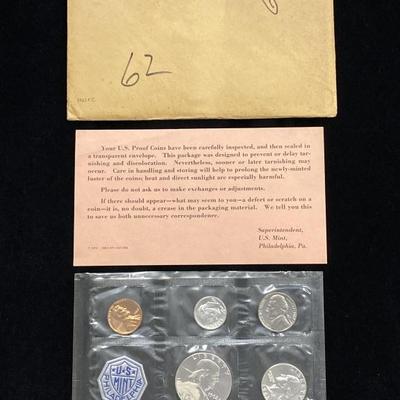 62
Your U.S. Proof Coins have been carefully inspected, and then sealed in
a transparent envelope. This package was designed to prevent or delay tar-
nishing and discoloration. Nevertheless, sooner or later tarnishing may
occur. Care in handling and storing will help to prolong the newly-minted
luster of the coins; heat and direct sunlight are especially harmful.
Please do not ask us to make exchanges or adjustments.
If there should appear—what may seem to you—a defect or scratch on a
coin—it is, no doubt, a crease in the packaging material. We tell you this
to save us both unnecessary correspondence.
Superintendent,
U.S. Mint,
Philadelphia, Pa.
LIBERTY
U·S
MINT
PHILADELPHIA